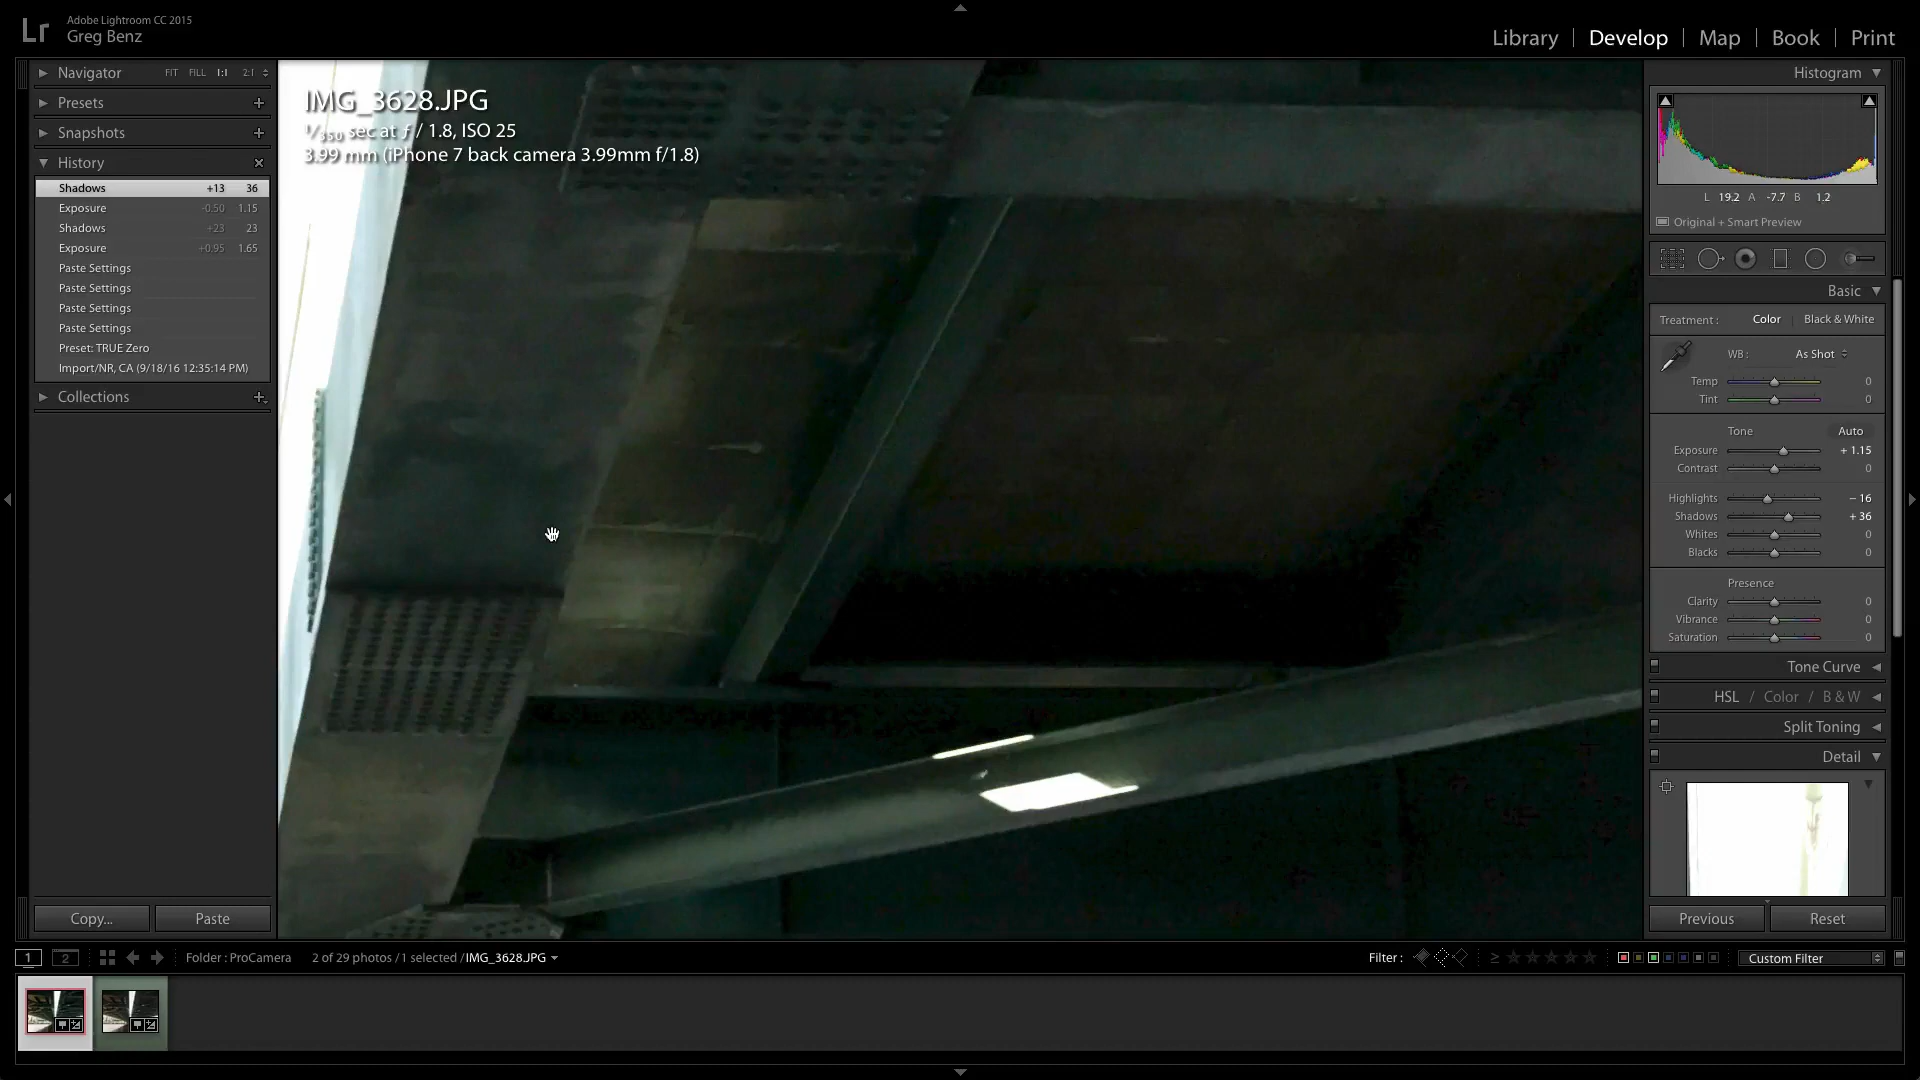 Lr
Adobe Lightroom CC 2015
Greg Benz
Library | Develop | Map | Book | Print
Navigator FIT FILL 1:1 2:1
Presets
Snapshots
History
Shadows +13 36
Exposure -0.50 1.15
Shadows +23 23
Exposure +0.95 1.65
Paste Settings
Paste Settings
Paste Settings
Paste Settings
Preset: TRUE Zero
Import/NR, CA (9/18/16 12:35:14 PM)
Collections
Copy... Paste
IMG_3628.JPG
1/350 sec at ƒ / 1.8, ISO 25
3.99 mm (iPhone 7 back camera 3.99mm f/1.8)
Histogram
L 19.2 A -7.7 B 1.2
Original + Smart Preview
Basic
Treatment : Color Black & White
WB : As Shot
Temp 0
Tint 0
Tone Auto
Exposure + 1.15
Contrast 0
Highlights − 16
Shadows + 36
Whites 0
Blacks 0
Presence
Clarity 0
Vibrance 0
Saturation 0
Tone Curve
HSL / Color / B & W
Split Toning
Detail
Previous Reset
1 2 Folder : ProCamera 2 of 29 photos / 1 selected / IMG_3628.JPG Filter : ≥ Custom Filter